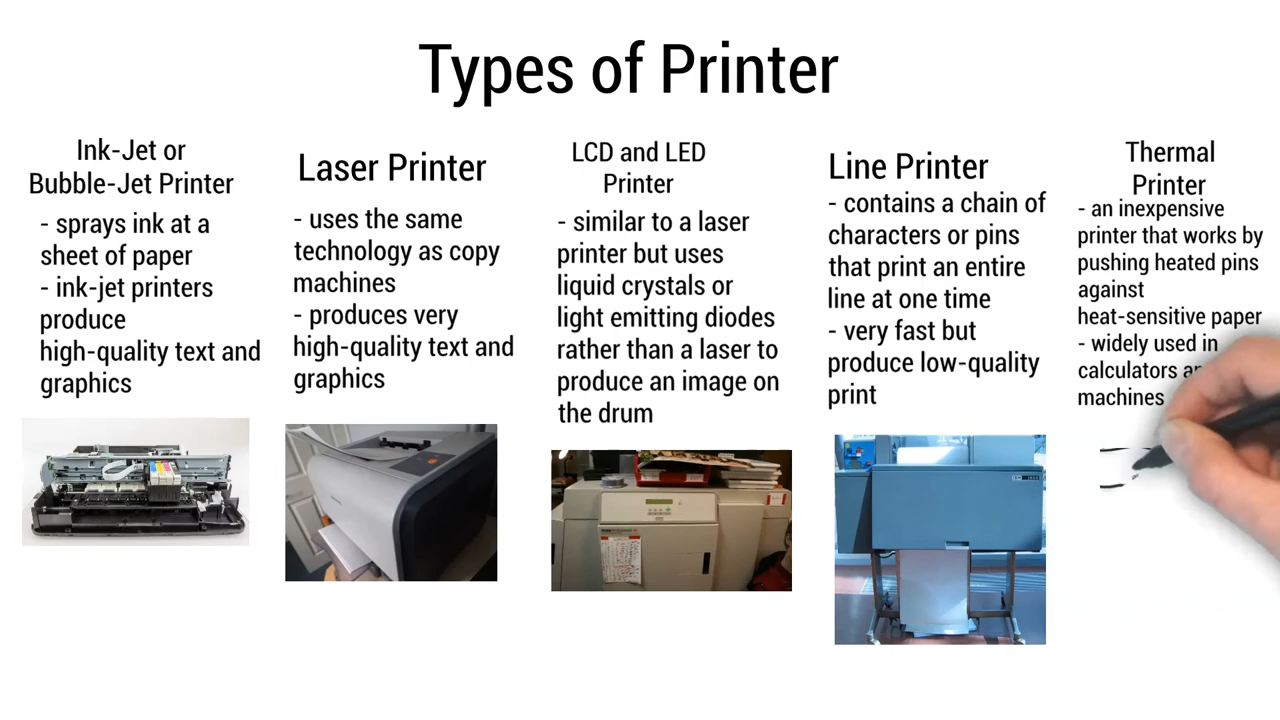 Types of Printer
Ink-Jet or
Bubble-Jet Printer
- sprays ink at a
sheet of paper
- ink-jet printers
produce
high-quality text and
graphics
Laser Printer
- uses the same
technology as copy
machines
- produces very
high-quality text and
graphics
LCD and LED
Printer
- similar to a laser
printer but uses
liquid crystals or
light emitting diodes
rather than a laser to
produce an image on
the drum
Line Printer
- contains a chain of
characters or pins
that print an entire
line at one time
- very fast but
produce low-quality
print
Thermal
Printer
- an inexpensive
printer that works by
pushing heated pins
against
heat-sensitive paper
- widely used in
calculators
machines